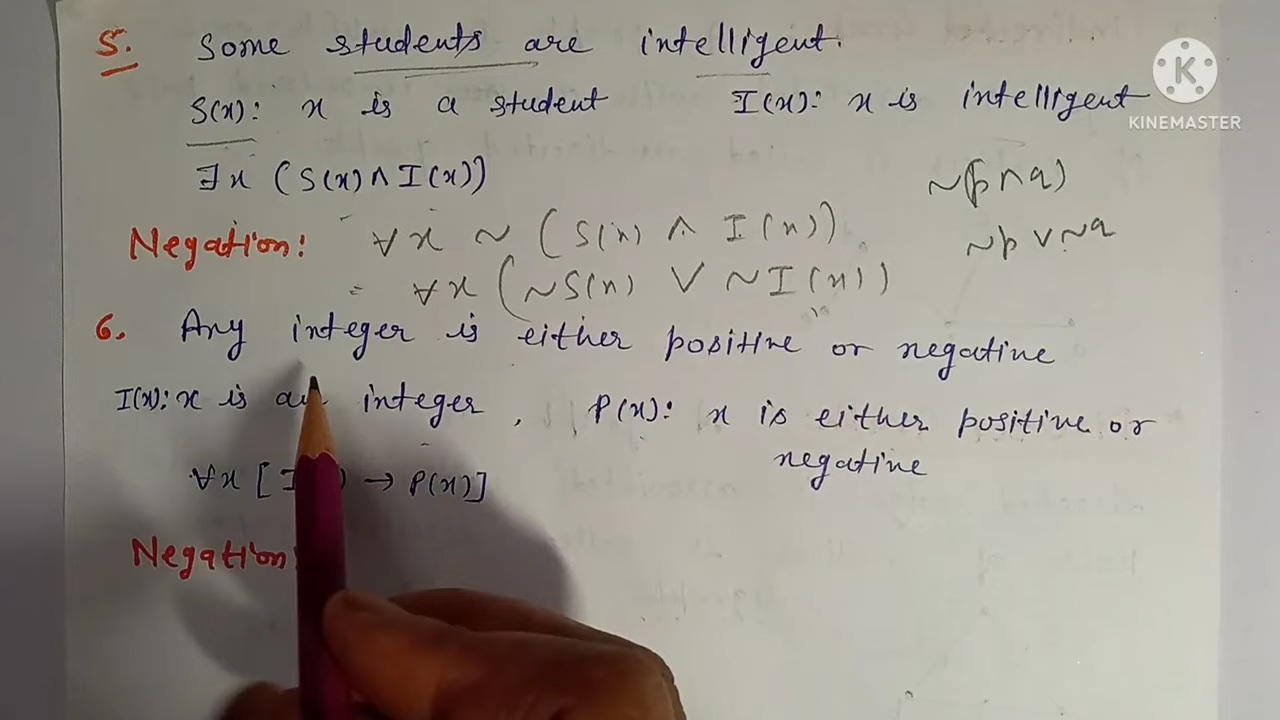 5. Some students are intelligent.
S(x): x is a student I(x): x is intelligent
∃x (S(x) ∧ I(x))
~(p ∧ q)
Negation: ∀x ~ (S(x) ∧ I(x))
~p ∨ ~q
= ∀x (~S(x) ∨ ~I(x))
6. Any integer is either positive or negative
I(x): x is an integer, P(x): x is either positive or
negative
∀x [I ) → P(x)]
Negation:
K
KINEMASTER